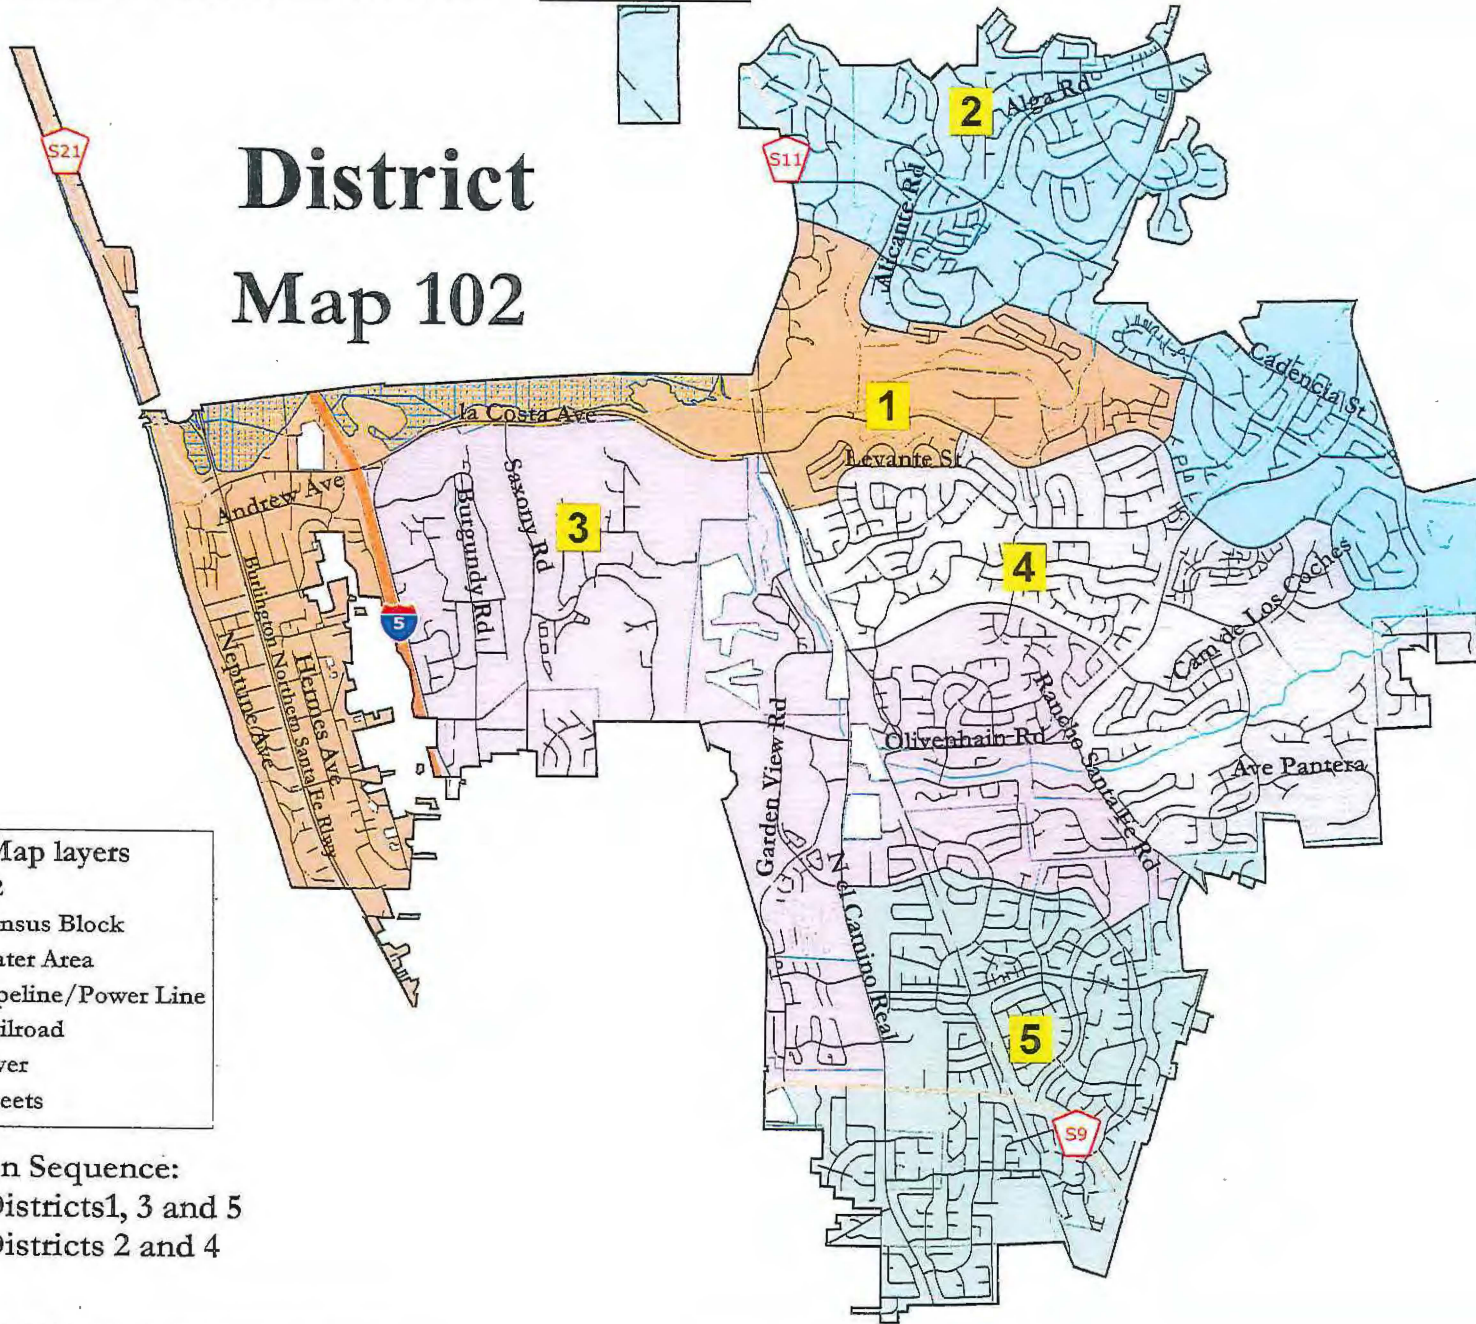 District
Map 102
S21
S11
2
Alga Rd
Alicante Rd
Cadencia St
1
la Costa Ave
Levante St
Andrew Ave
Saxony Rd
Burgundy Rd
3
4
5
Cam de Los Coches
Burlington Northern Santa Fe Rlwy
Hermes Ave
Neptune Ave
Rancho Santa Fe Rd
Garden View Rd
Olivenhain Rd
Ave Pantera
N el Camino Real
5
S9
Map layers
nsus Block
ater Area
peline/Power Line
ilroad
ver
eets
n Sequence:
Districts1, 3 and 5
Districts 2 and 4